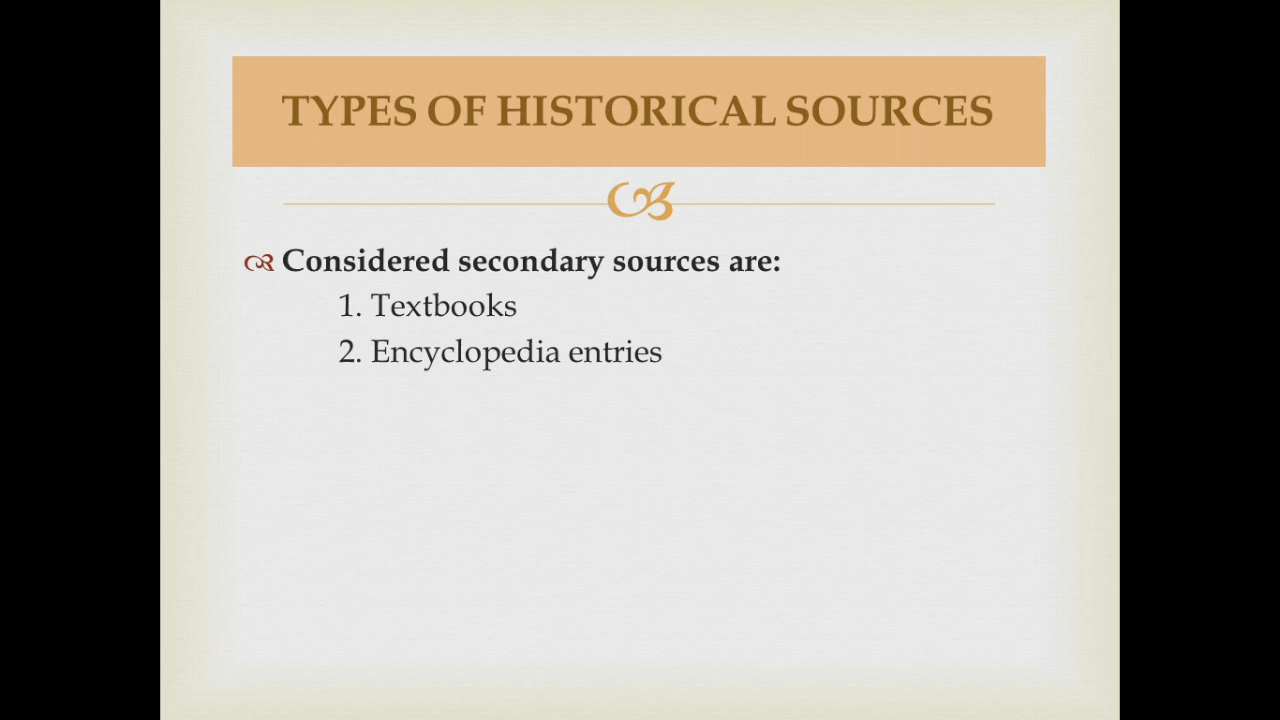 TYPES OF HISTORICAL SOURCES
Considered secondary sources are:
1. Textbooks
2. Encyclopedia entries